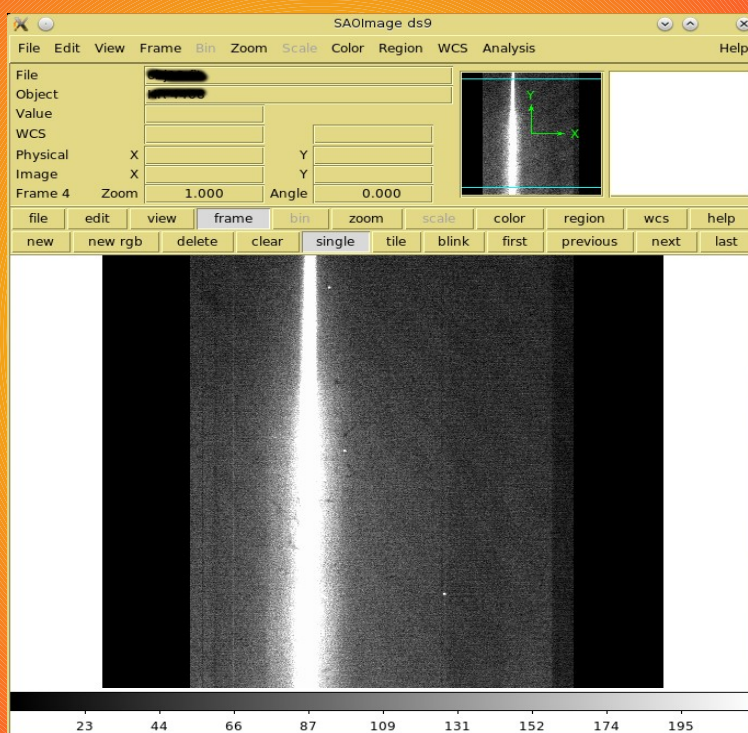 SAOImage ds9
File Edit View Frame Bin Zoom Scale Color Region WCS Analysis Help
File
Object
Value
WCS
Physical X Y
Image X Y
Frame 4 Zoom 1.000 Angle 0.000
Y
X
file edit view frame bin zoom scale color region wcs help
new new rgb delete clear single tile blink first previous next last
23 44 66 87 109 131 152 174 195